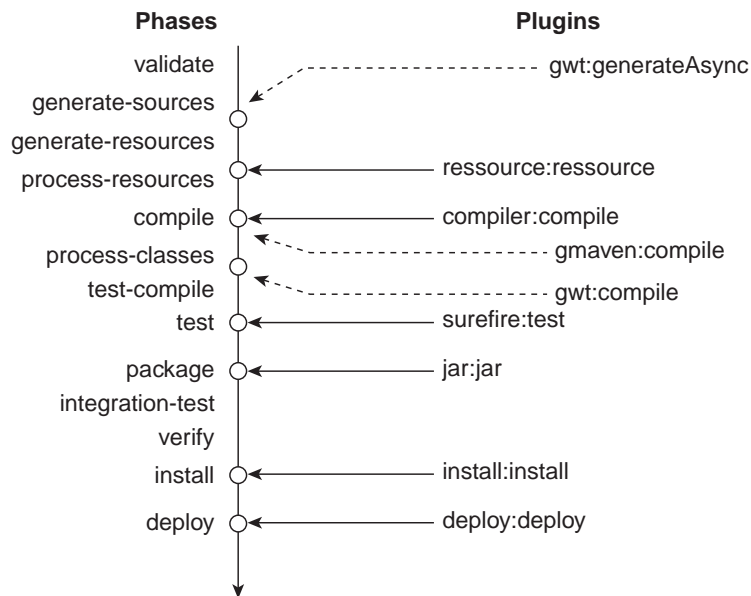 Phases Plugins
validate gwt:generateAsync
generate-sources
generate-resources
process-resources ressource:ressource
compile compiler:compile
process-classes gmaven:compile
test-compile gwt:compile
test surefire:test
package jar:jar
integration-test
verify
install install:install
deploy deploy:deploy